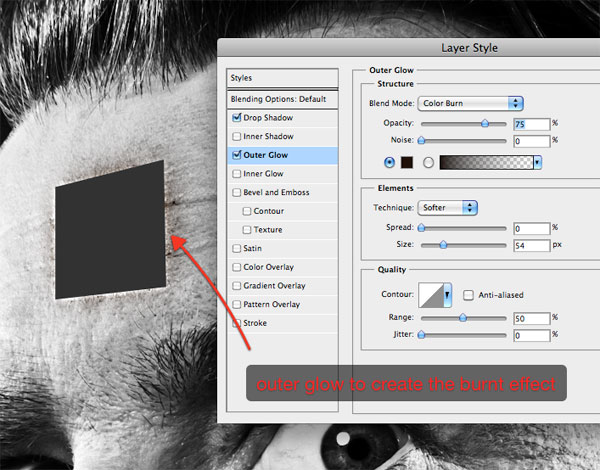 Layer Style
Styles
Blending Options: Default
Drop Shadow
Inner Shadow
Outer Glow
Inner Glow
Bevel and Emboss
Contour
Texture
Satin
Color Overlay
Gradient Overlay
Pattern Overlay
Stroke
Outer Glow
Structure
Blend Mode: Color Burn
Opacity: 75 %
Noise: 0 %
Elements
Technique: Softer
Spread: 0 %
Size: 54 px
Quality
Contour: Anti-aliased
Range: 50 %
Jitter: 0 %
outer glow to create the burnt effect